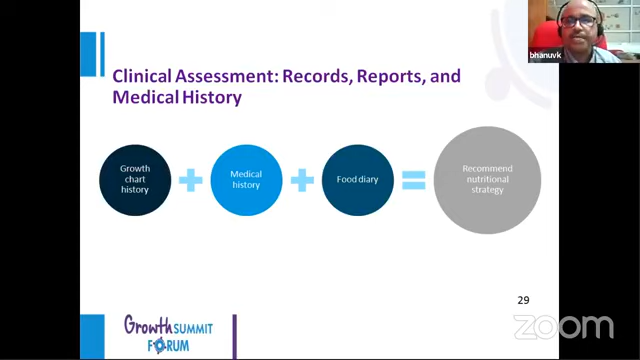 bhanuvk
Clinical Assessment: Records, Reports, and
Medical History
Growth
chart
history
+
Medical
history
+
Food diary
=
Recommend
nutritional
strategy
29
Growth SUMMIT
FORUM
zoom